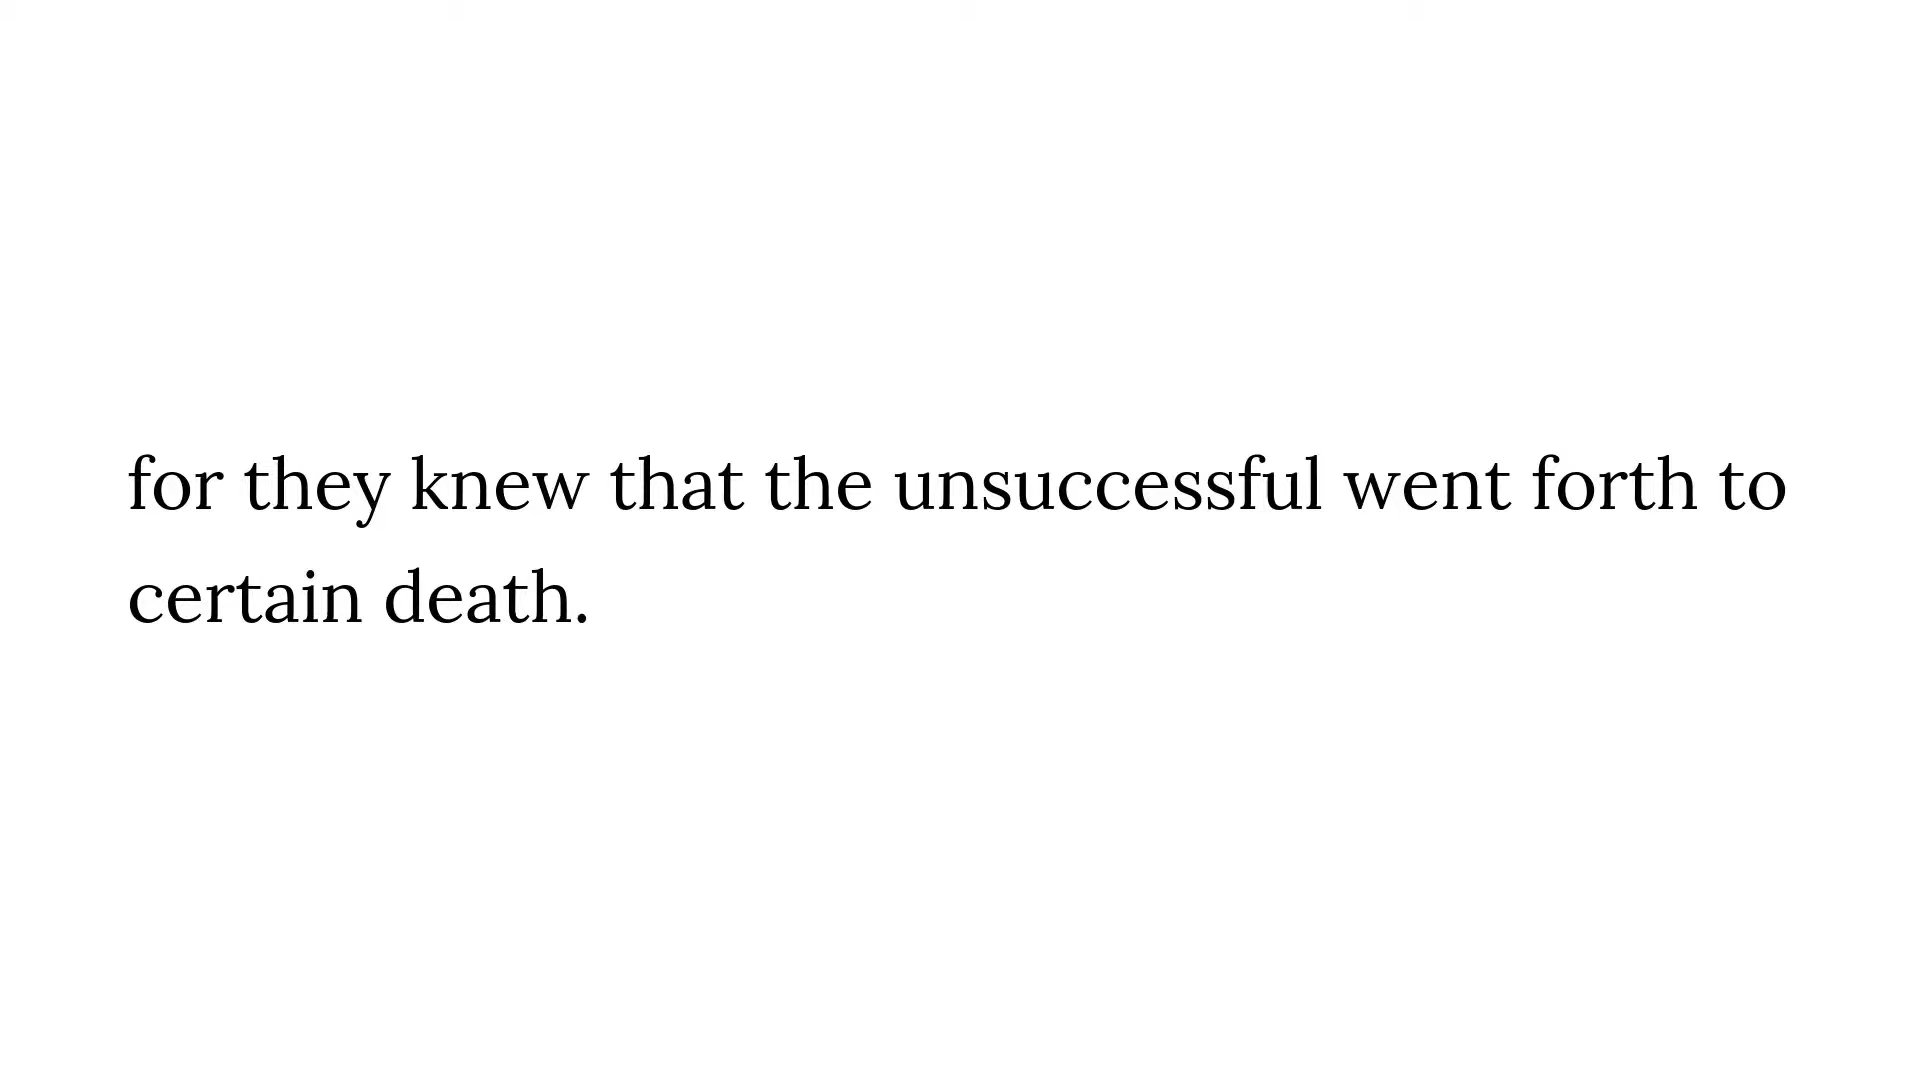 for they knew that the unsuccessful went forth to
certain death.